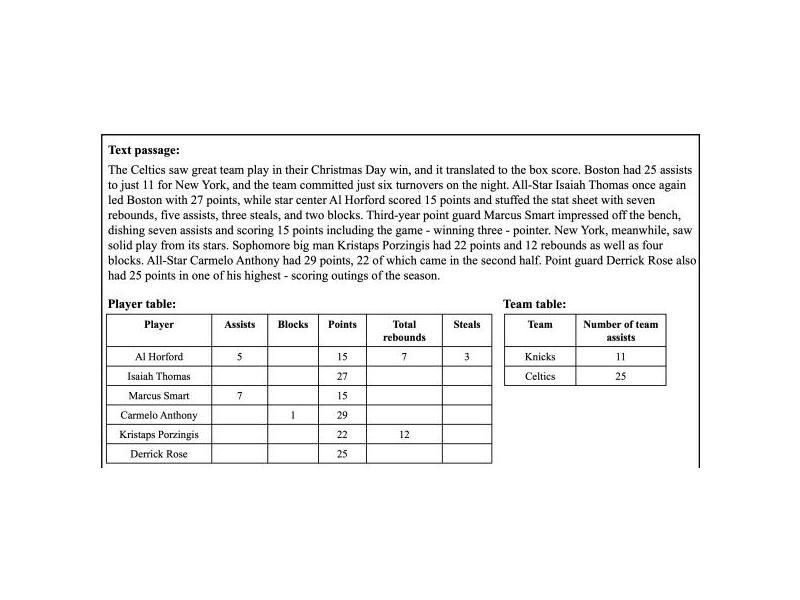 Text passage:
The Celtics saw great team play in their Christmas Day win, and it translated to the box score. Boston had 25 assists
to just 11 for New York, and the team committed just six turnovers on the night. All-Star Isaiah Thomas once again
led Boston with 27 points, while star center Al Horford scored 15 points and stuffed the stat sheet with seven
rebounds, five assists, three steals, and two blocks. Third-year point guard Marcus Smart impressed off the bench,
dishing seven assists and scoring 15 points including the game - winning three - pointer. New York, meanwhile, saw
solid play from its stars. Sophomore big man Kristaps Porzingis had 22 points and 12 rebounds as well as four
blocks. All-Star Carmelo Anthony had 29 points, 22 of which came in the second half. Point guard Derrick Rose also
had 25 points in one of his highest - scoring outings of the season.
Player table:
Player Assists Blocks Points Total rebounds Steals
Al Horford 5 15 7 3
Isaiah Thomas 27
Marcus Smart 7 15
Carmelo Anthony 1 29
Kristaps Porzingis 22 12
Derrick Rose 25
Team table:
Team Number of team assists
Knicks 11
Celtics 25